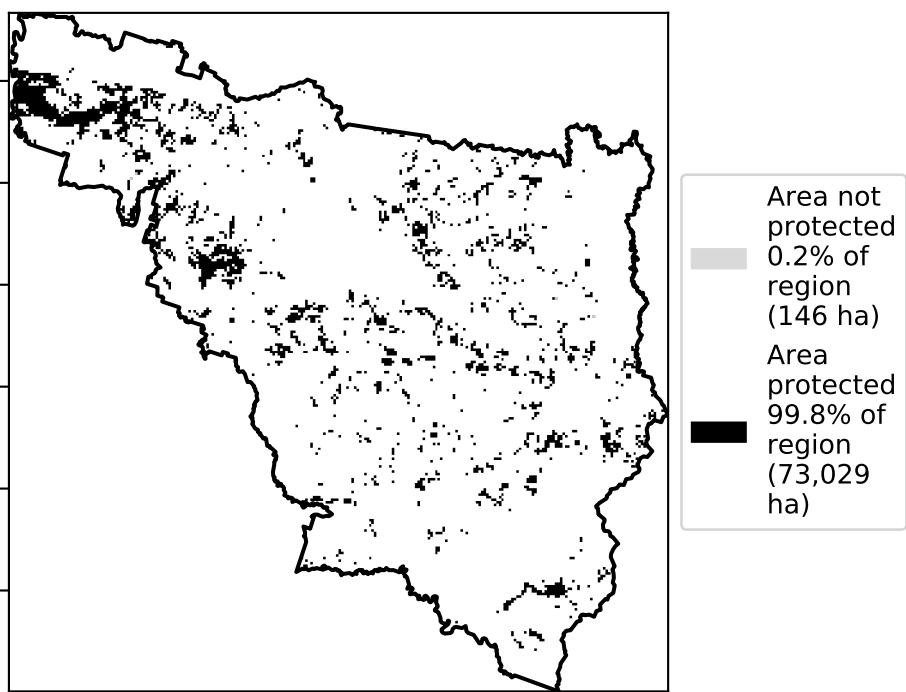 Area not
protected
0.2% of
region
(146 ha)
Area
protected
99.8% of
region
(73,029
ha)